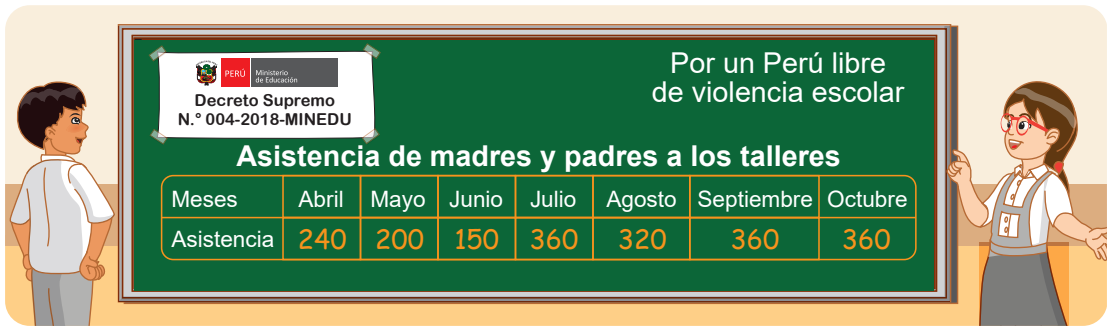 PERÚ
Ministerio
de Educación
Decreto Supremo
N.° 004-2018-MINEDU
Por un Perú libre
de violencia escolar
Asistencia de madres y padres a los talleres
Meses Abril Mayo Junio Julio Agosto Septiembre Octubre
Asistencia 240 200 150 360 320 360 360